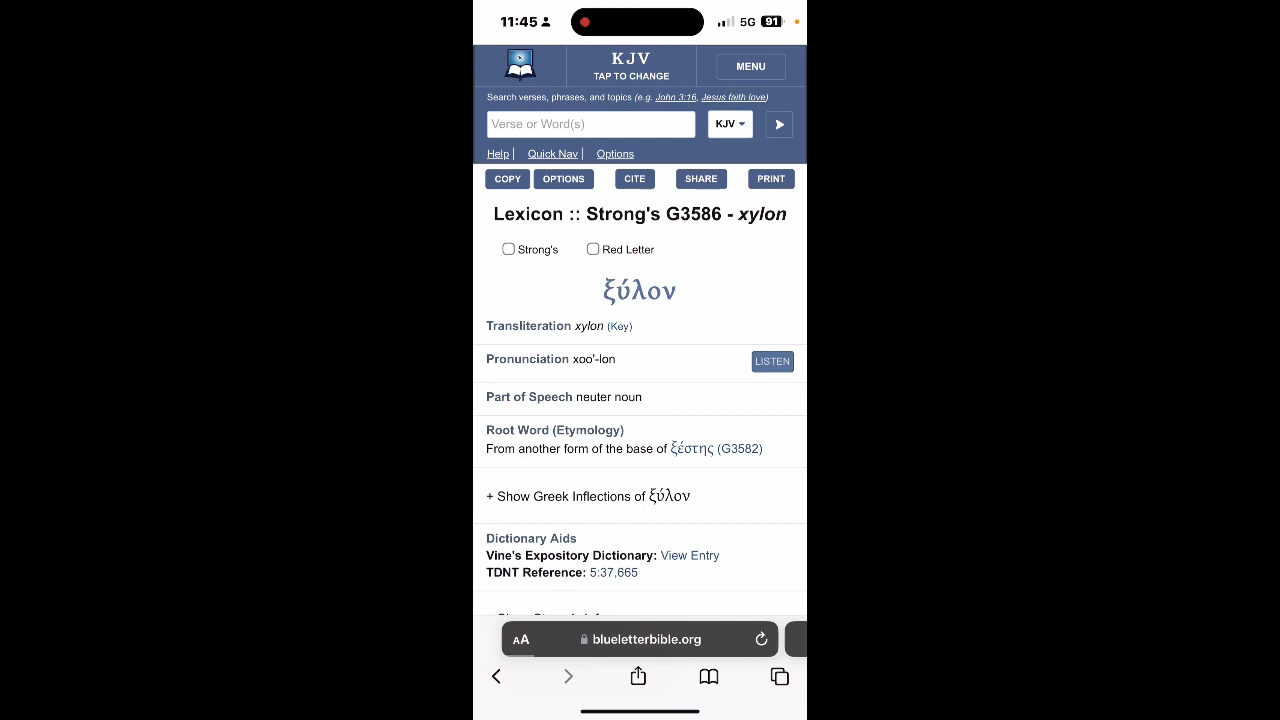 11:45 5G 91
KJV
TAP TO CHANGE
MENU
Search verses, phrases, and topics (e.g. John 3:16, Jesus faith love)
Verse or Word(s) KJV
Help | Quick Nav | Options
COPY OPTIONS CITE SHARE PRINT
Lexicon :: Strong's G3586 - xylon
Strong's Red Letter
ξύλον
Transliteration xylon (Key)
Pronunciation xoo'-lon LISTEN
Part of Speech neuter noun
Root Word (Etymology)
From another form of the base of ξέστης (G3582)
+ Show Greek Inflections of ξύλον
Dictionary Aids
Vine's Expository Dictionary: View Entry
TDNT Reference: 5:37,665
AA blueletterbible.org